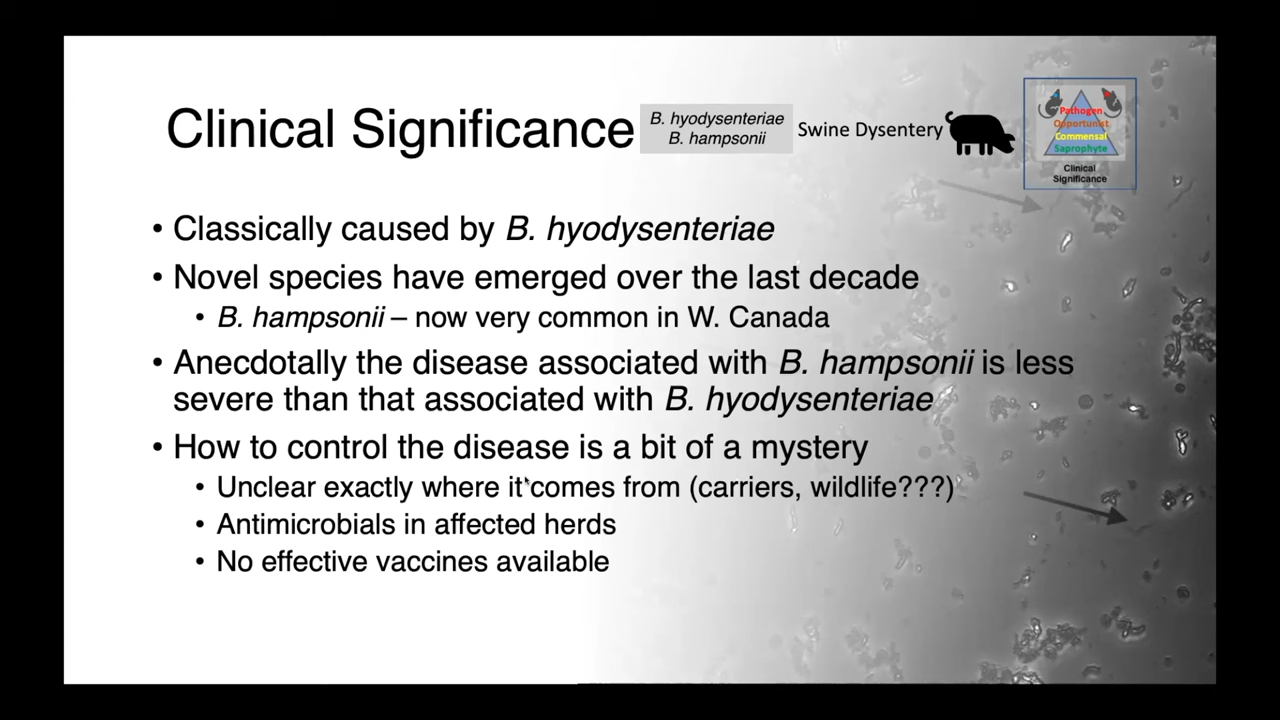 Clinical Significance
B. hyodysenteriae
B. hampsonii
Swine Dysentery
Pathogen
Opportunist
Commensal
Saprophyte
Clinical
Significance
• Classically caused by B. hyodysenteriae
• Novel species have emerged over the last decade
• B. hampsonii – now very common in W. Canada
• Anecdotally the disease associated with B. hampsonii is less
severe than that associated with B. hyodysenteriae
• How to control the disease is a bit of a mystery
• Unclear exactly where it comes from (carriers, wildlife???)
• Antimicrobials in affected herds
• No effective vaccines available